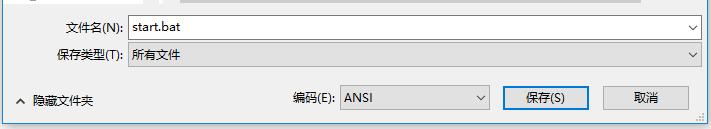 文件名(N): start.bat
保存类型(T): 所有文件
隐藏文件夹 编码(E): ANSI 保存(S) 取消